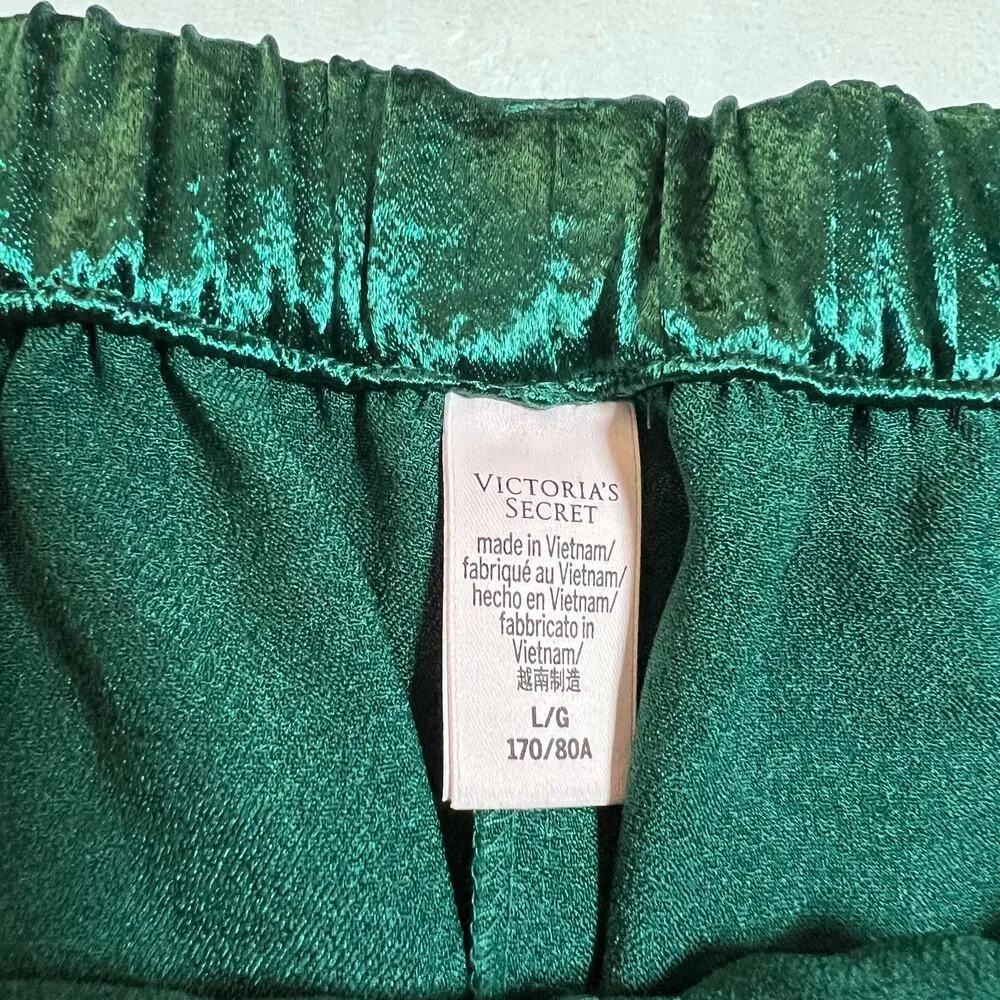 VICTORIA'S
SECRET
made in Vietnam/
fabriqué au Vietnam/
hecho en Vietnam/
fabbricato in
Vietnam/
越南制造
L/G
170/80A